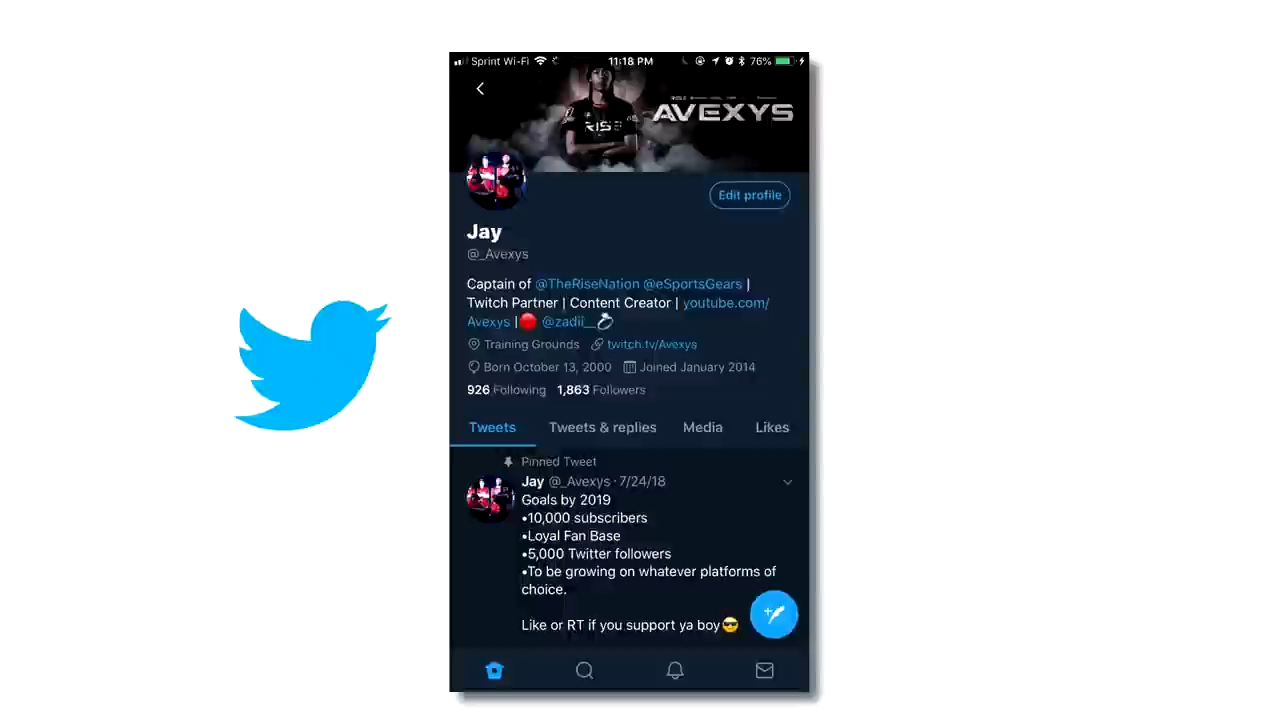 Sprint Wi-Fi 11:18 PM 76%
AVEXYS
RISE
Edit profile
Jay
@_Avexys
Captain of @TheRiseNation @eSportsGears |
Twitch Partner | Content Creator | youtube.com/
Avexys |🔴 @zadii__💍
Training Grounds twitch.tv/Avexys
Born October 13, 2000 Joined January 2014
926 Following 1,863 Followers
Tweets Tweets & replies Media Likes
Pinned Tweet
Jay @_Avexys · 7/24/18
Goals by 2019
•10,000 subscribers
•Loyal Fan Base
•5,000 Twitter followers
•To be growing on whatever platforms of
choice.
Like or RT if you support ya boy😎